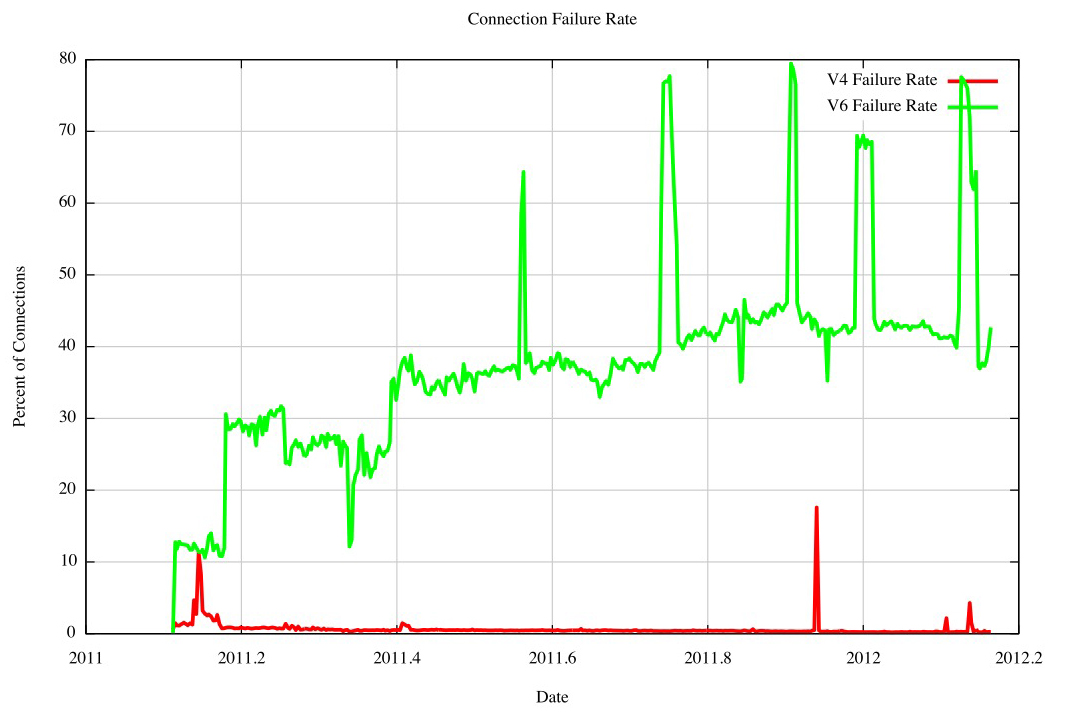 Connection Failure Rate
80
70
60
50
40
30
20
10
0
Percent of Connections
V4 Failure Rate
V6 Failure Rate
2011 2011.2 2011.4 2011.6 2011.8 2012 2012.2
Date